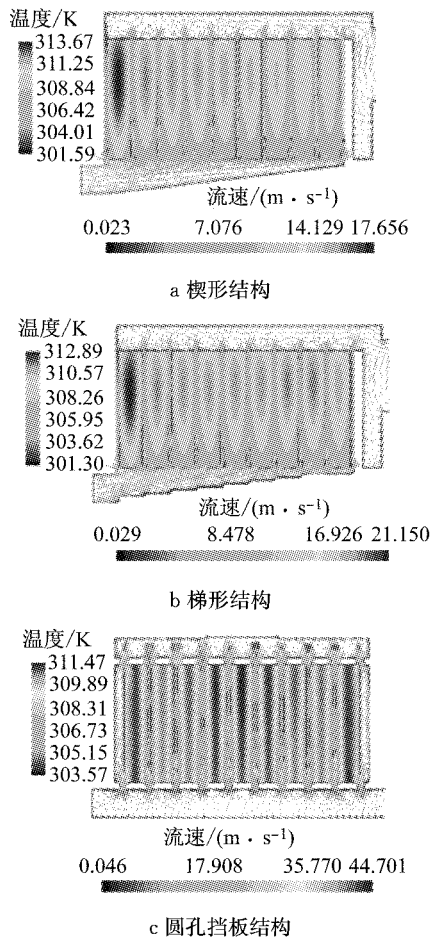 温度/K
313.67
311.25
308.84
306.42
304.01
301.59
流速/(m · s⁻¹)
0.023 7.076 14.129 17.656
a 楔形结构
温度/K
312.89
310.57
308.26
305.95
303.62
301.30
流速/(m · s⁻¹)
0.029 8.478 16.926 21.150
b 梯形结构
温度/K
311.47
309.89
308.31
306.73
305.15
303.57
流速/(m · s⁻¹)
0.046 17.908 35.770 44.701
c 圆孔挡板结构